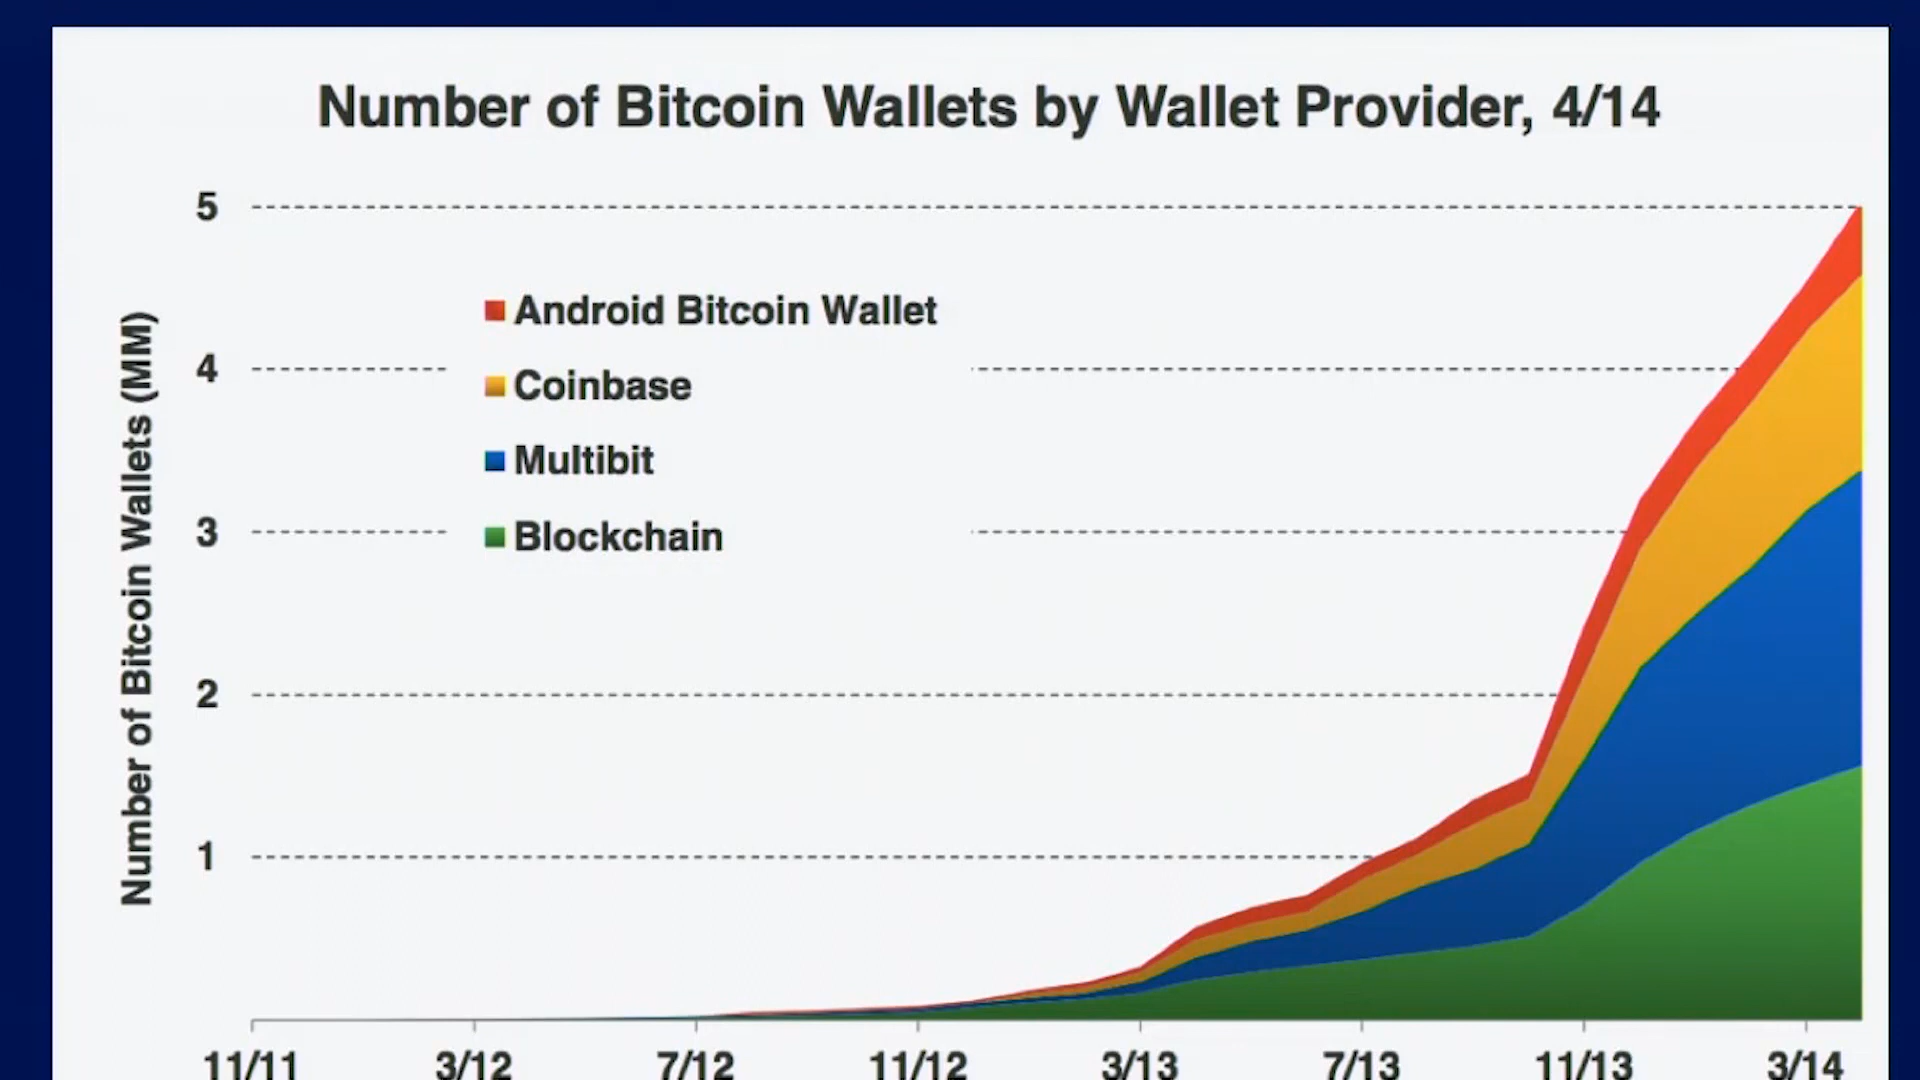 Number of Bitcoin Wallets by Wallet Provider, 4/14
Number of Bitcoin Wallets (MM)
5
4
3
2
1
Android Bitcoin Wallet
Coinbase
Multibit
Blockchain
11/11 3/12 7/12 11/12 3/13 7/13 11/13 3/14